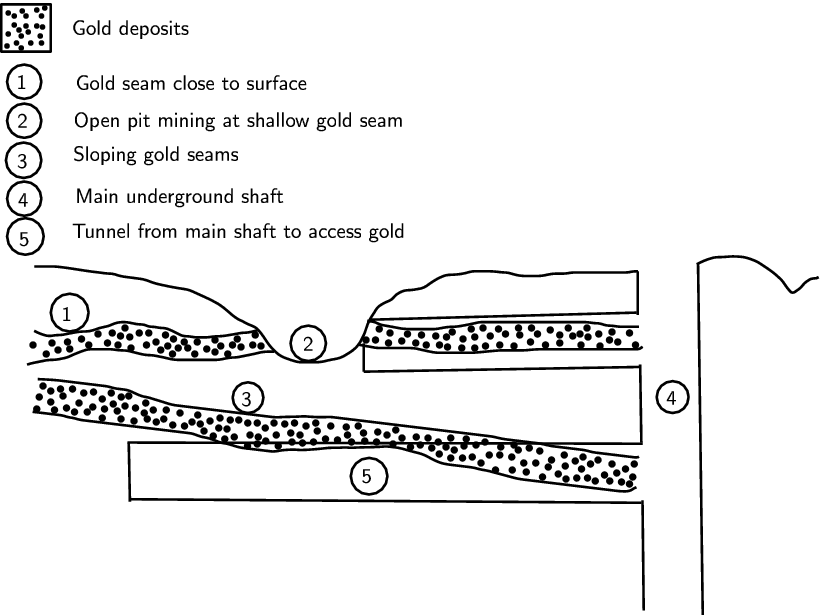 Gold deposits
1 Gold seam close to surface
2 Open pit mining at shallow gold seam
3 Sloping gold seams
4 Main underground shaft
5 Tunnel from main shaft to access gold
1
2
3
4
5